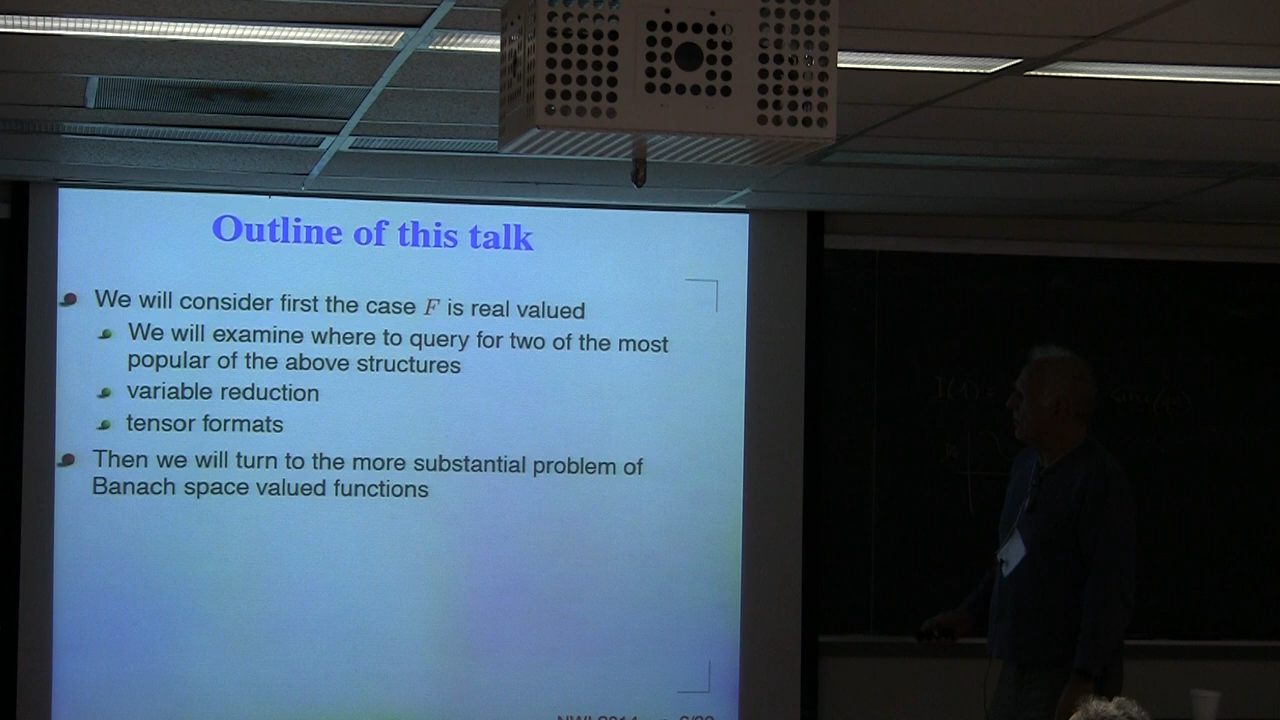 Outline of this talk
We will consider first the case F is real valued
We will examine where to query for two of the most
popular of the above structures
variable reduction
tensor formats
Then we will turn to the more substantial problem of
Banach space valued functions